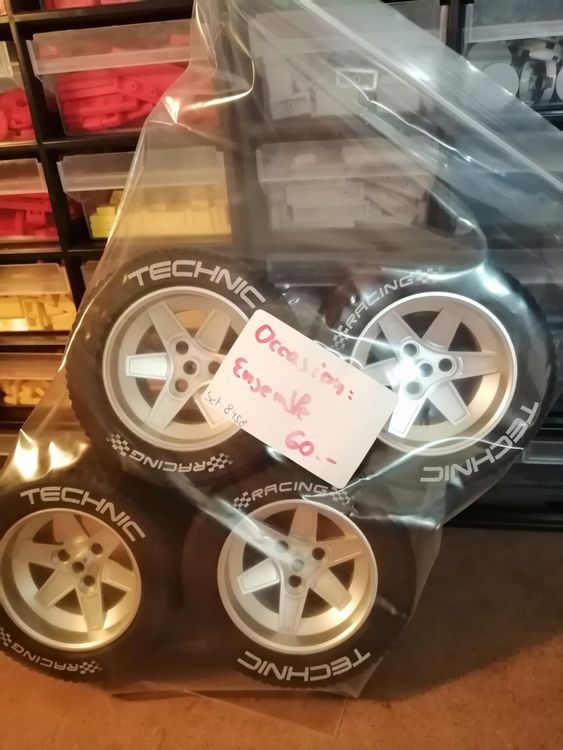 TECHNIC
RACING
RACING
TECHNIC
Occasion:
Ensemble
Set 8458
60.-
TECHNIC
RACING
RACING
TECHNIC